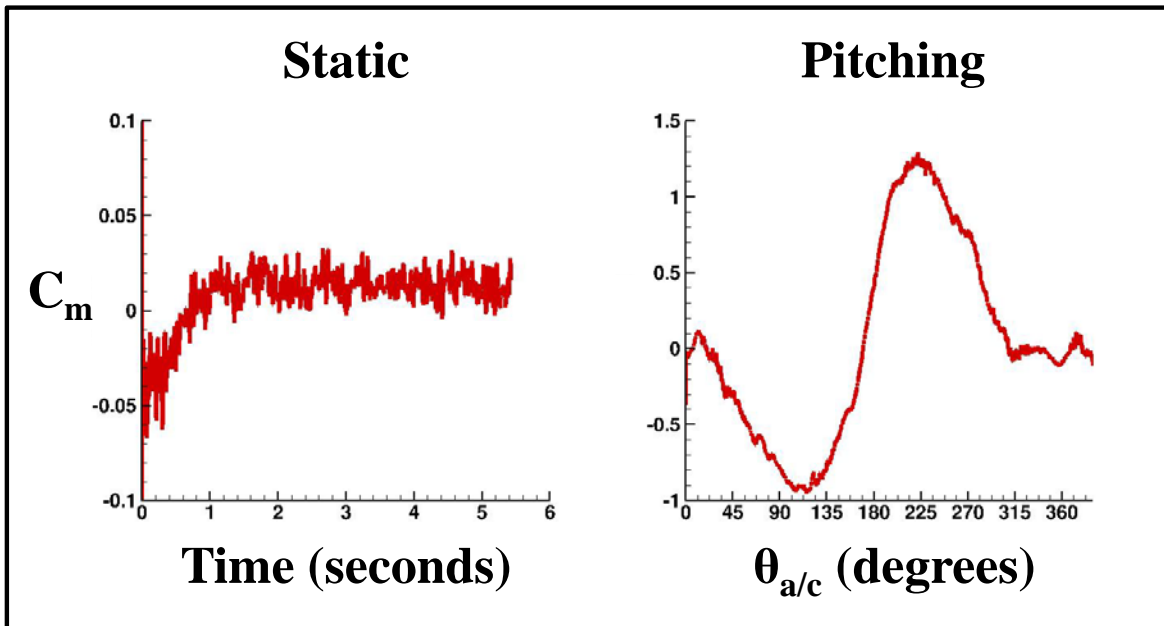 Static
Pitching
0.1
0.05
0
-0.05
-0.1
C_m
0 1 2 3 4 5 6
Time (seconds)
1.5
1
0.5
0
-0.5
-1
0 45 90 135 180 225 270 315 360
θ_a/c (degrees)